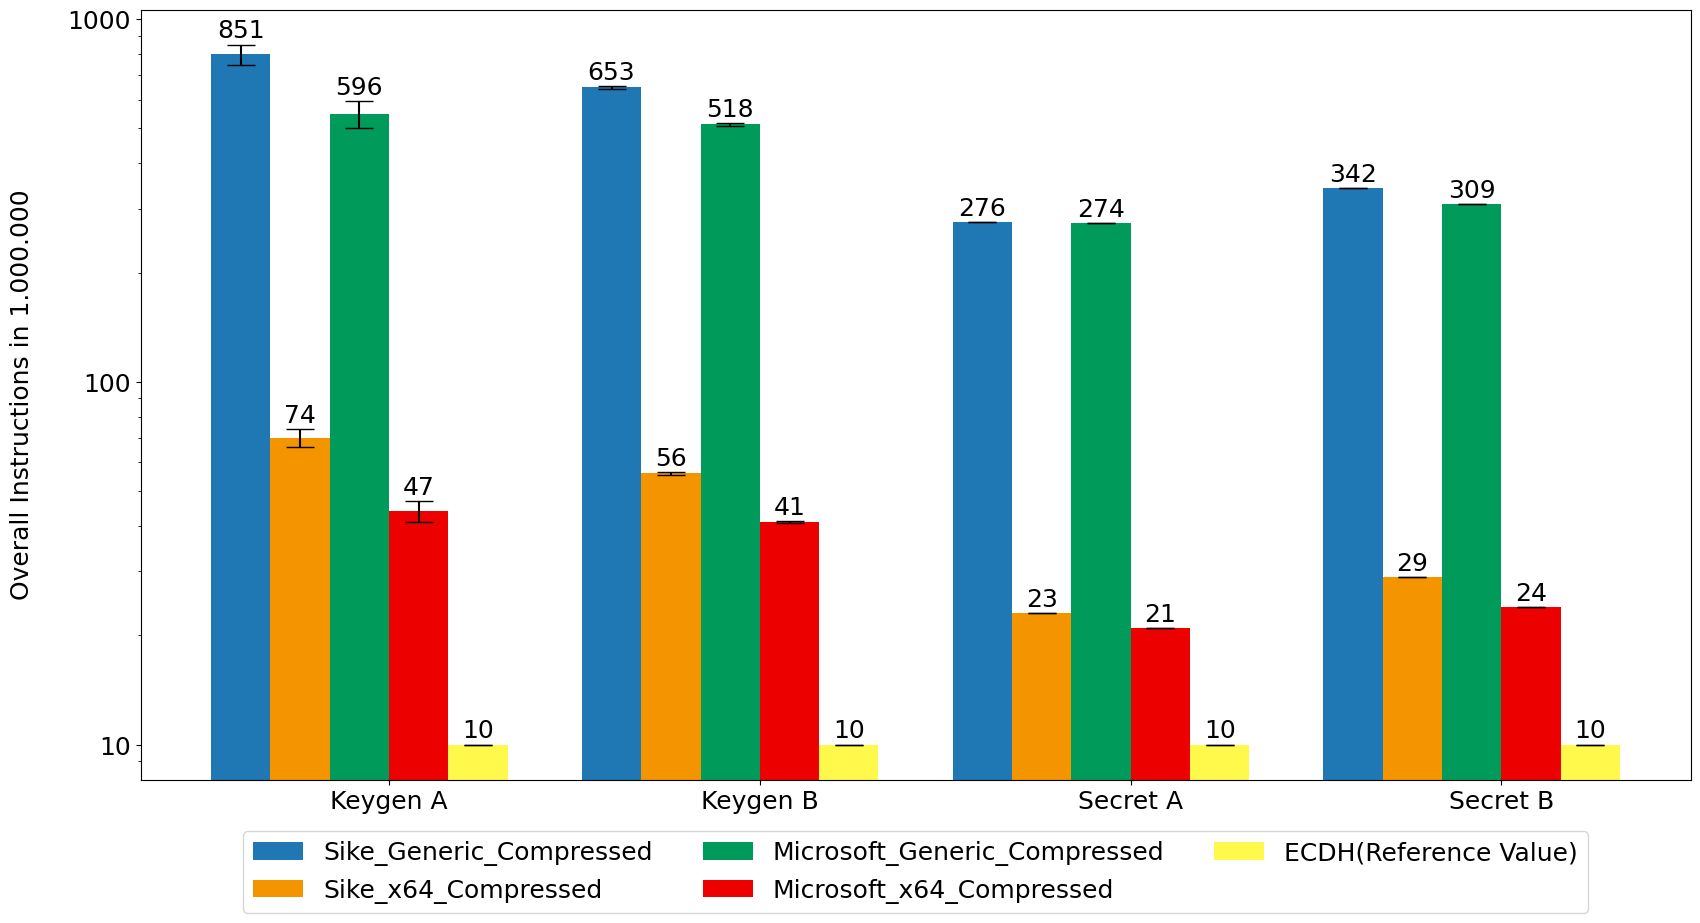 Overall Instructions in 1.000.000
1000
100
10
851
74
596
47
10
653
56
518
41
10
276
23
274
21
10
342
29
309
24
10
Keygen A
Keygen B
Secret A
Secret B
Sike_Generic_Compressed
Sike_x64_Compressed
Microsoft_Generic_Compressed
Microsoft_x64_Compressed
ECDH(Reference Value)